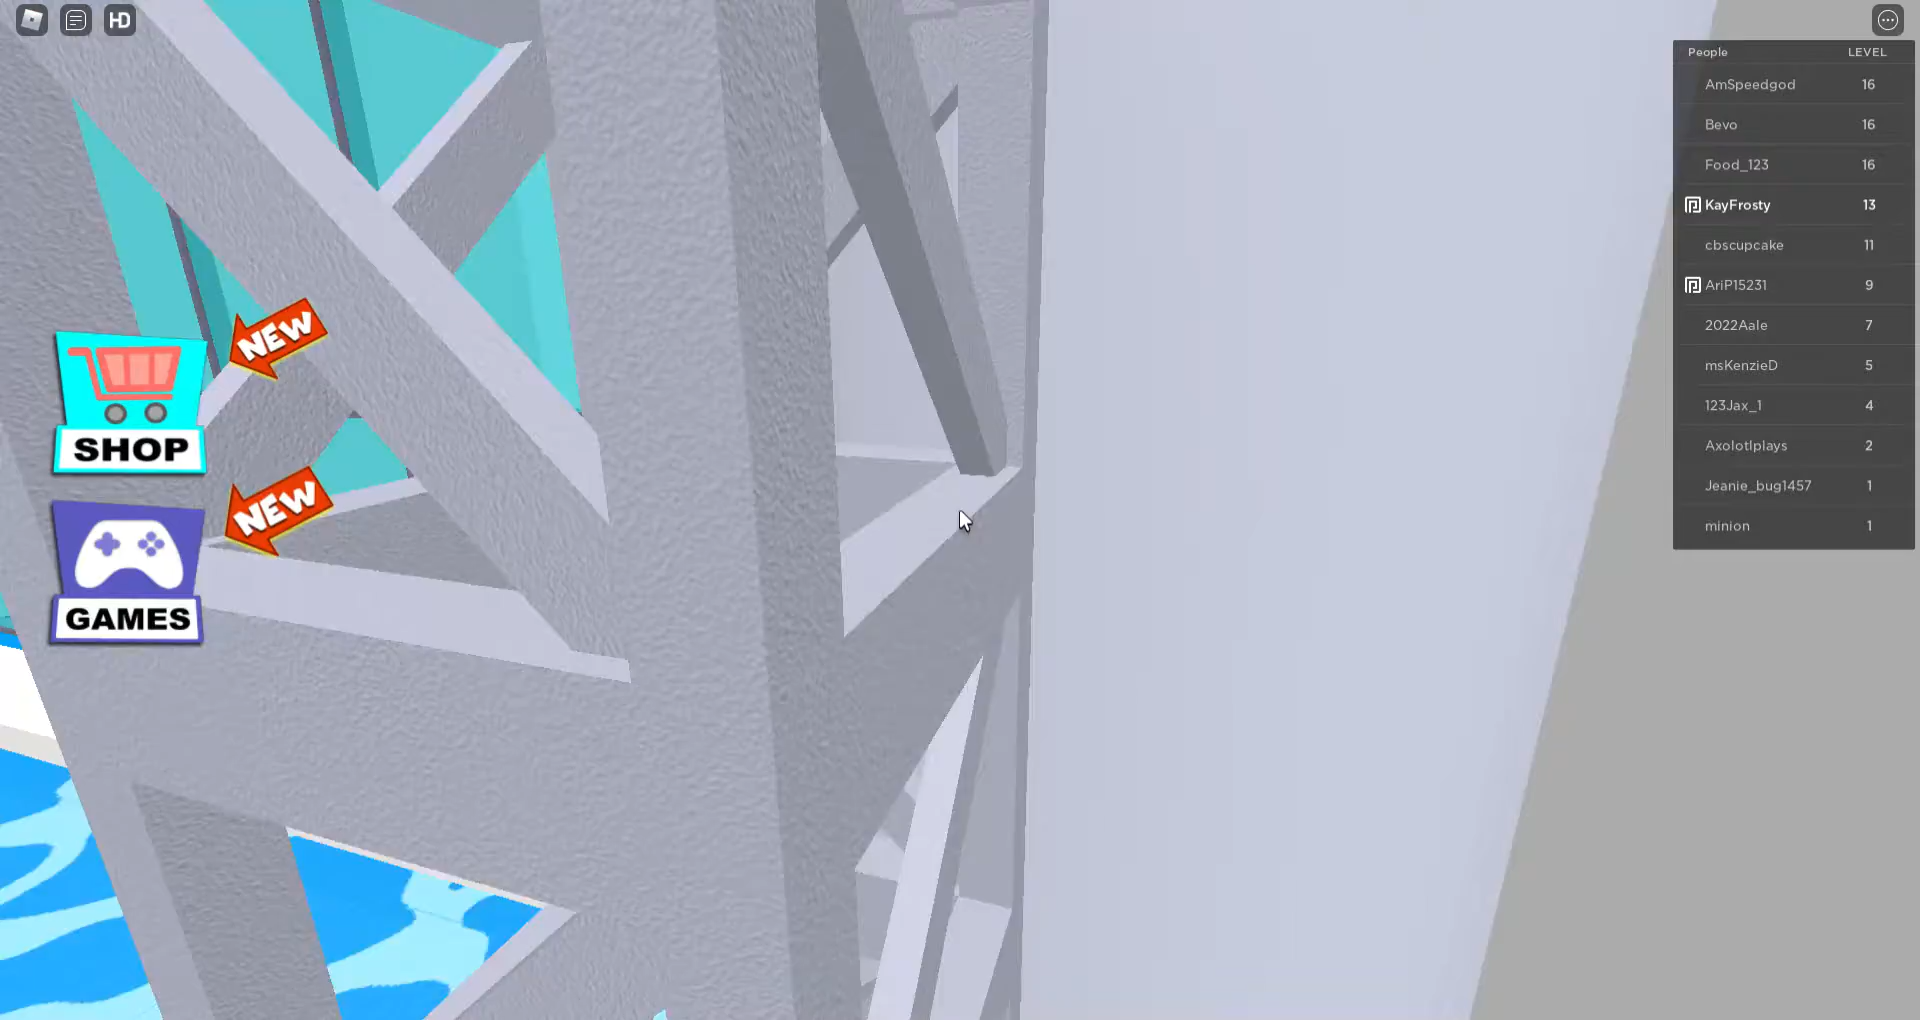 HD
People LEVEL
AmSpeedgod 16
Bevo 16
Food_123 16
KayFrosty 13
cbscupcake 11
AriP15231 9
2022Aale 7
msKenzieD 5
123Jax_1 4
Axolotlplays 2
Jeanie_bug1457 1
minion 1
NEW
SHOP
NEW
GAMES